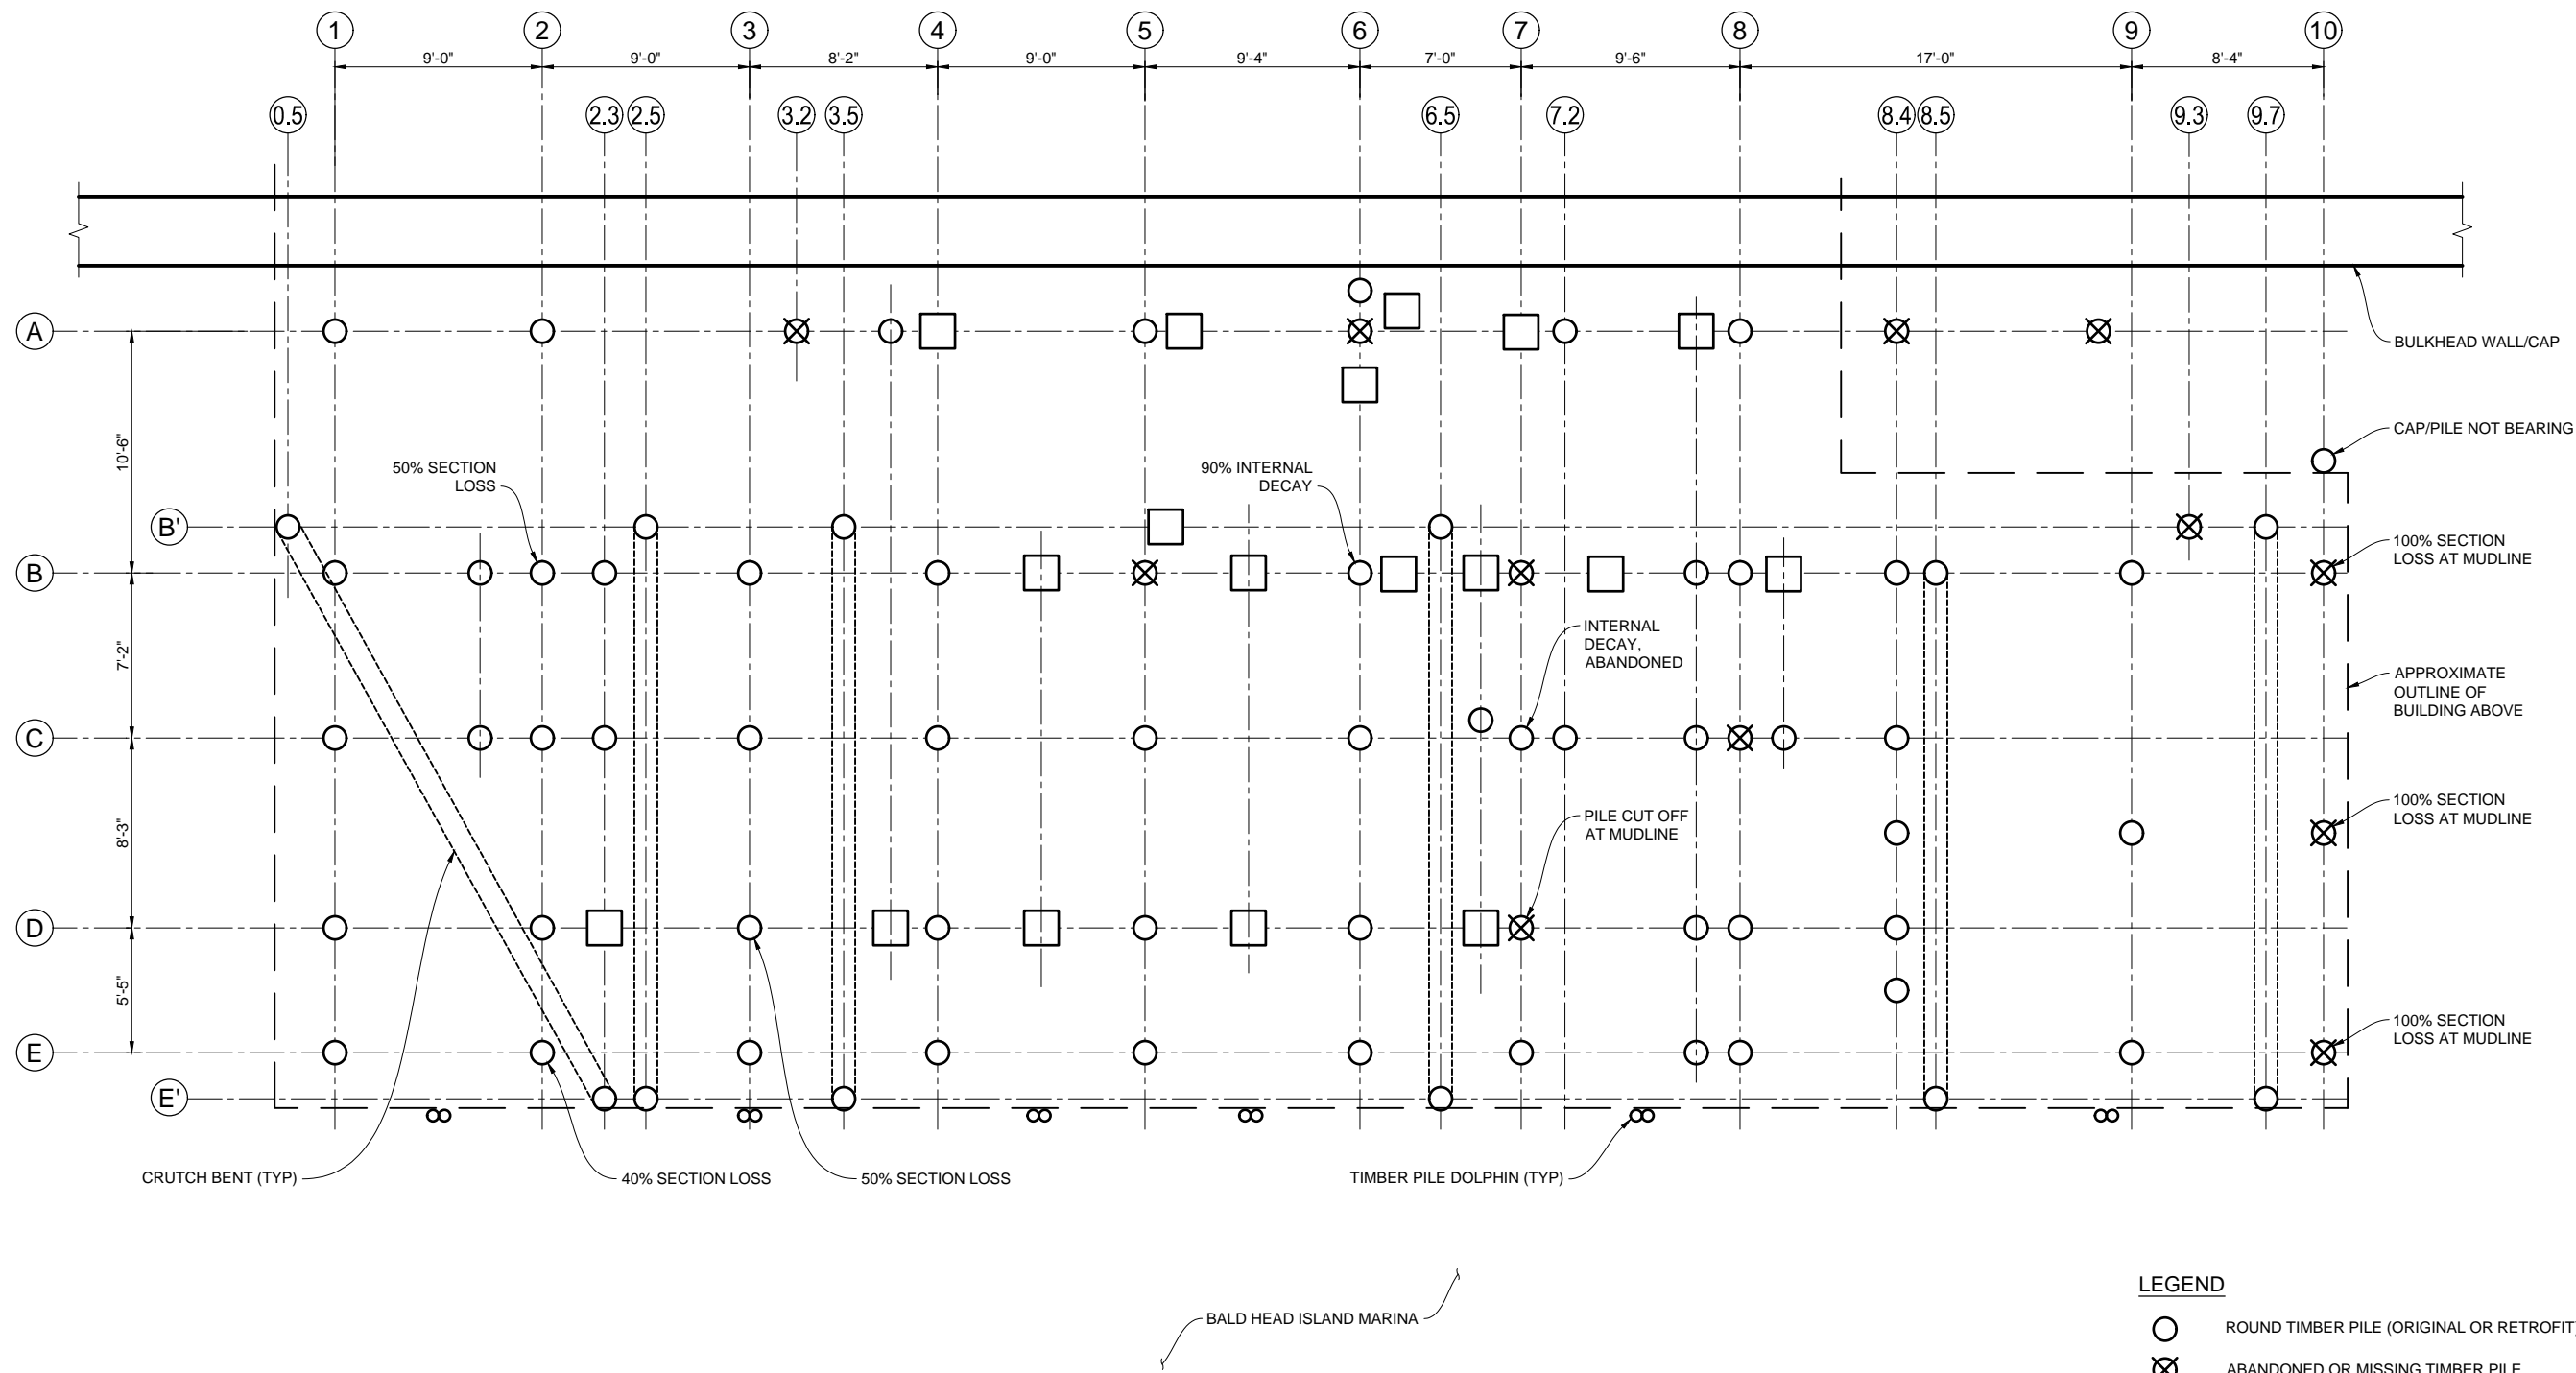 1 2 3 4 5 6 7 8 9 10
9'-0" 9'-0" 8'-2" 9'-0" 9'-4" 7'-0" 9'-6" 17'-0" 8'-4"
0.5 2.3 2.5 3.2 3.5 6.5 7.2 8.4 8.5 9.3 9.7
A
BULKHEAD WALL/CAP
10'-6"
CAP/PILE NOT BEARING
50% SECTION
LOSS
90% INTERNAL
DECAY
B'
100% SECTION
LOSS AT MUDLINE
B
7'-2"
INTERNAL
DECAY,
ABANDONED
APPROXIMATE
OUTLINE OF
BUILDING ABOVE
C
8'-3"
PILE CUT OFF
AT MUDLINE
100% SECTION
LOSS AT MUDLINE
D
5'-5"
100% SECTION
LOSS AT MUDLINE
E
E'
CRUTCH BENT (TYP)
40% SECTION LOSS
50% SECTION LOSS
TIMBER PILE DOLPHIN (TYP)
BALD HEAD ISLAND MARINA
LEGEND
ROUND TIMBER PILE (ORIGINAL OR RETROFIT)
ABANDONED OR MISSING TIMBER PILE